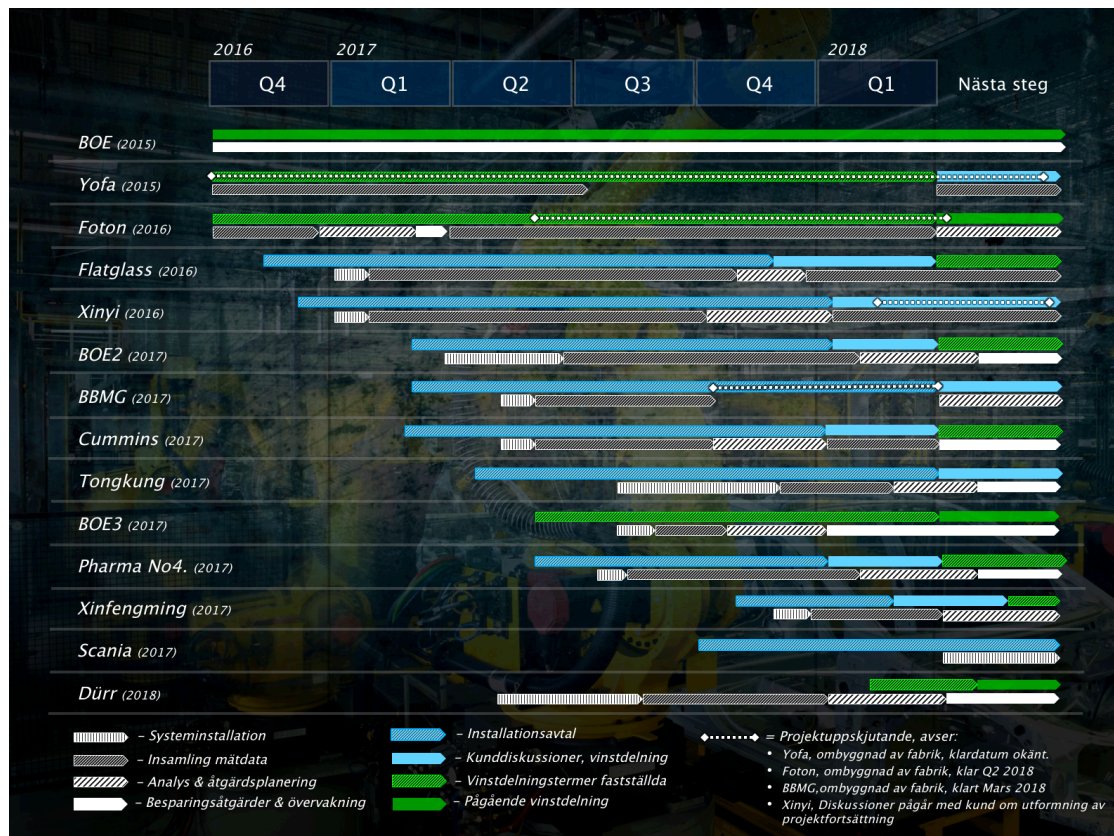 2016 2017 2018
Q4 Q1 Q2 Q3 Q4 Q1 Nästa steg
BOE (2015)
Yofa (2015)
Foton (2016)
Flatglass (2016)
Xinyi (2016)
BOE2 (2017)
BBMG (2017)
Cummins (2017)
Tongkung (2017)
BOE3 (2017)
Pharma No4. (2017)
Xinfengming (2017)
Scania (2017)
Dürr (2018)
– Systeminstallation
– Insamling mätdata
– Analys & åtgärdsplanering
– Besparingsåtgärder & övervakning
– Installationsavtal
– Kunddiskussioner, vinstdelning
– Vinstdelningstermer fastställda
– Pågående vinstdelning
= Projektuppskjutande, avser:
• Yofa, ombyggnad av fabrik, klardatum okänt.
• Foton, ombyggnad av fabrik, klar Q2 2018
• BBMG,ombyggnad av fabrik, klart Mars 2018
• Xinyi, Diskussioner pågår med kund om utformning av
projektfortsättning